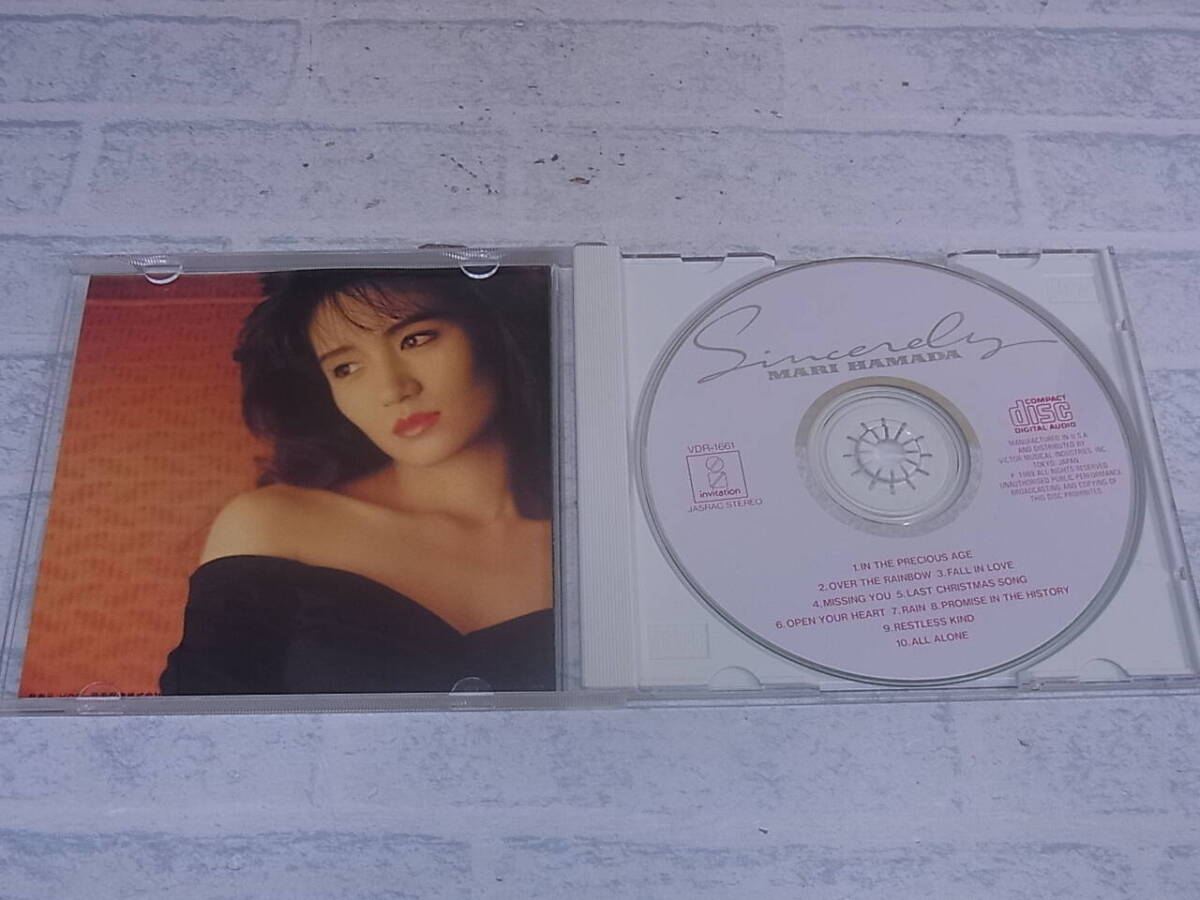 Sincerely
MARI HAMADA
VDR-1661
invitation
JASRAC STEREO
COMPACT
disc
DIGITAL AUDIO
MANUFACTURED IN U.S.A
AND DISTRIBUTED BY
VICTOR MUSICAL INDUSTRIES, INC.
TOKYO, JAPAN
ALL RIGHTS RESERVED
UNAUTHORISED PUBLIC PERFORMANCE
BROADCASTING AND COPYING OF
THIS DISC PROHIBITED
1.IN THE PRECIOUS AGE
2.OVER THE RAINBOW 3.FALL IN LOVE
4.MISSING YOU 5.LAST CHRISTMAS SONG
6.OPEN YOUR HEART 7.RAIN 8.PROMISE IN THE HISTORY
9.RESTLESS KIND
10.ALL ALONE